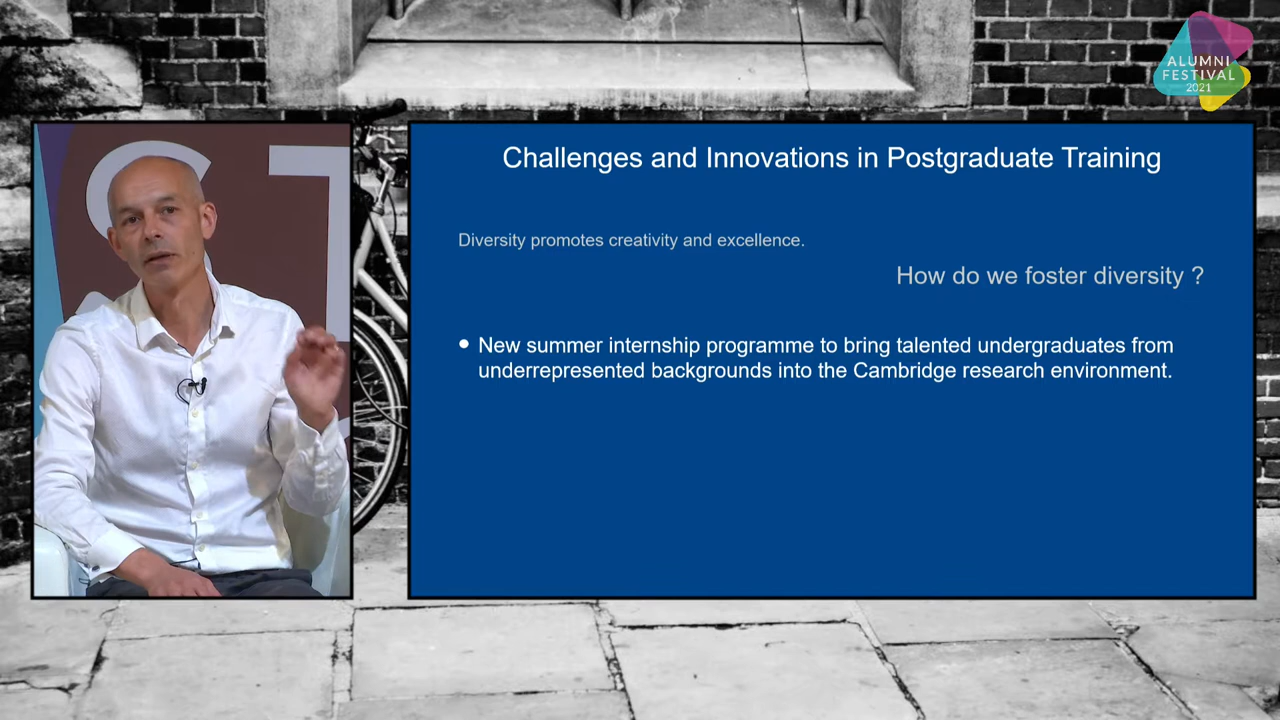 ALUMNI
FESTIVAL
2021
Challenges and Innovations in Postgraduate Training
Diversity promotes creativity and excellence.
How do we foster diversity ?
New summer internship programme to bring talented undergraduates from
underrepresented backgrounds into the Cambridge research environment.